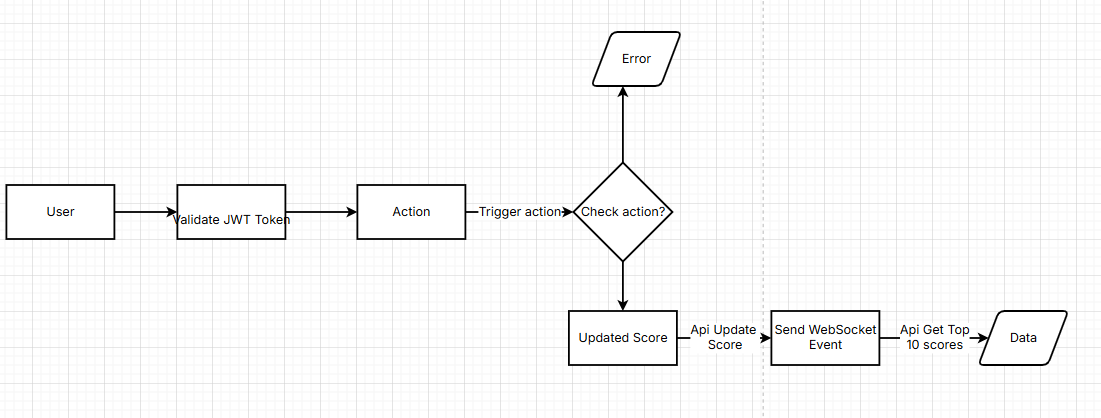 Error
User
Validate JWT Token
Action
Trigger action
Check action?
Updated Score
Api Update
Score
Send WebSocket
Event
Api Get Top
10 scores
Data